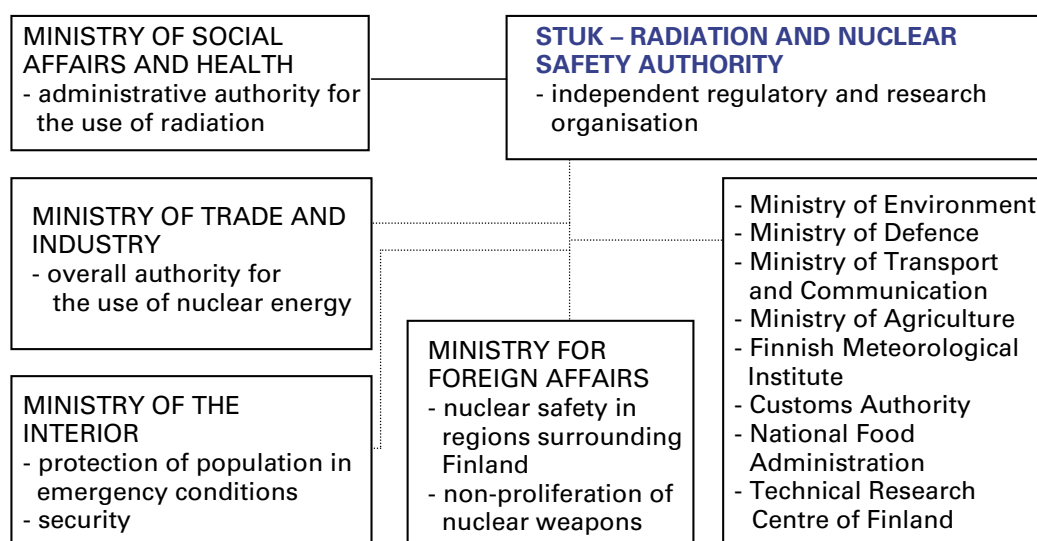 MINISTRY OF SOCIAL
AFFAIRS AND HEALTH
- administrative authority for
the use of radiation
STUK – RADIATION AND NUCLEAR
SAFETY AUTHORITY
- independent regulatory and research
organisation
MINISTRY OF TRADE AND
INDUSTRY
- overall authority for
the use of nuclear energy
MINISTRY OF THE
INTERIOR
- protection of population in
emergency conditions
- security
MINISTRY FOR
FOREIGN AFFAIRS
- nuclear safety in
regions surrounding
Finland
- non-proliferation of
nuclear weapons
- Ministry of Environment
- Ministry of Defence
- Ministry of Transport
and Communication
- Ministry of Agriculture
- Finnish Meteorological
Institute
- Customs Authority
- National Food
Administration
- Technical Research
Centre of Finland